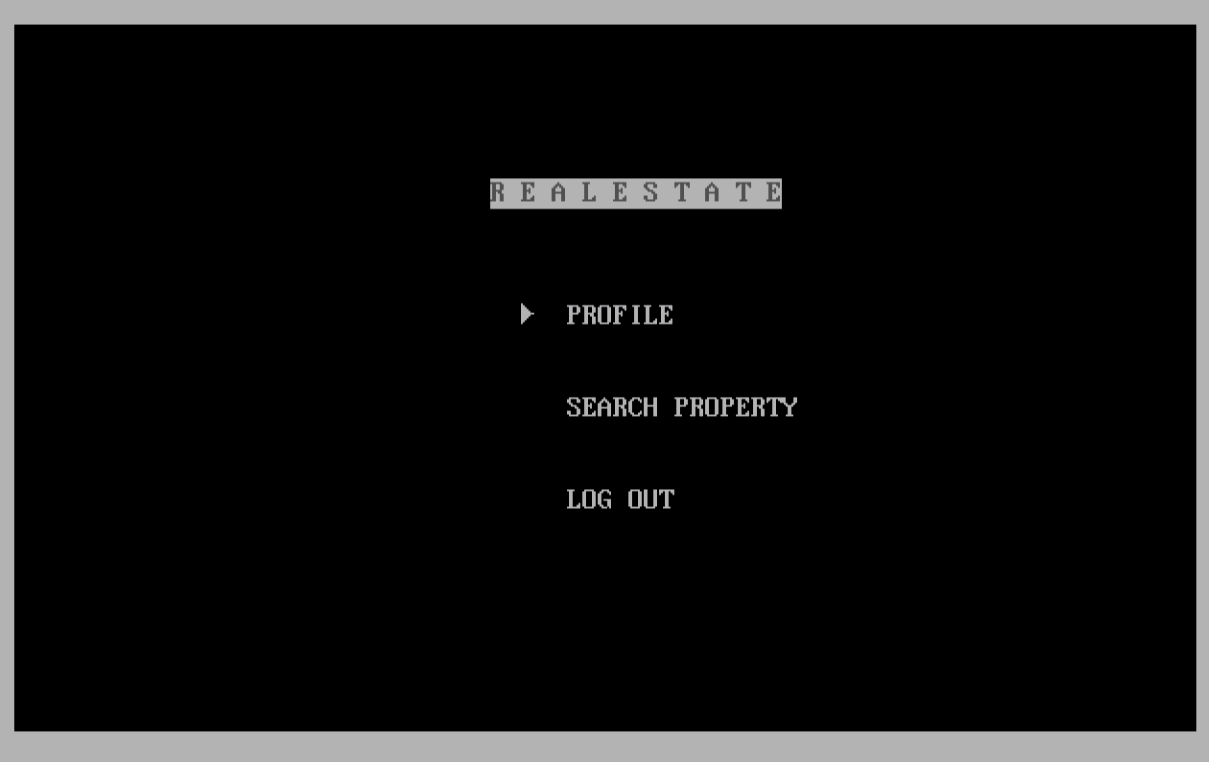 R E A L E S T A T E
PROFILE
SEARCH PROPERTY
LOG OUT